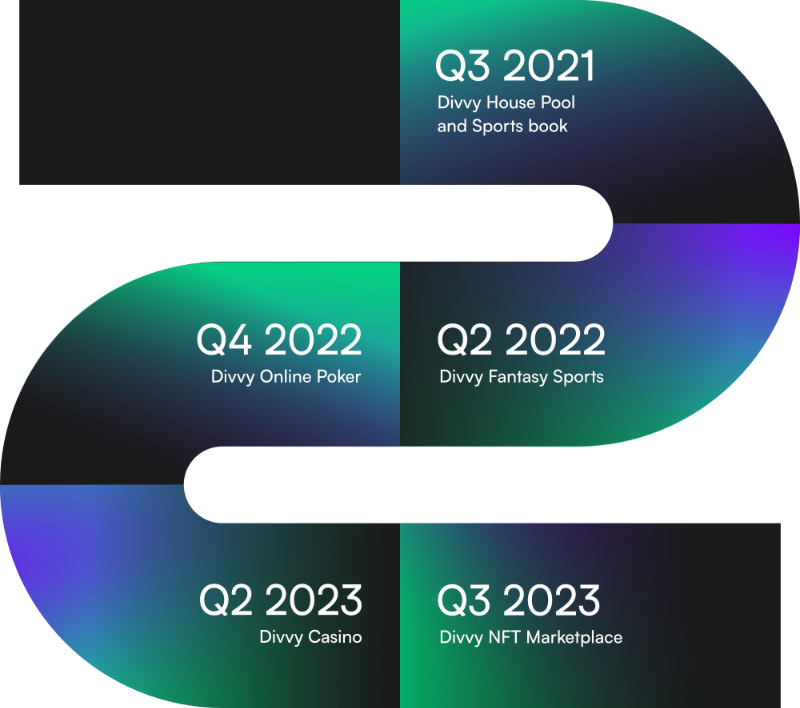 Q3 2021
Divvy House Pool
and Sports book
Q4 2022
Divvy Online Poker
Q2 2022
Divvy Fantasy Sports
Q2 2023
Divvy Casino
Q3 2023
Divvy NFT Marketplace